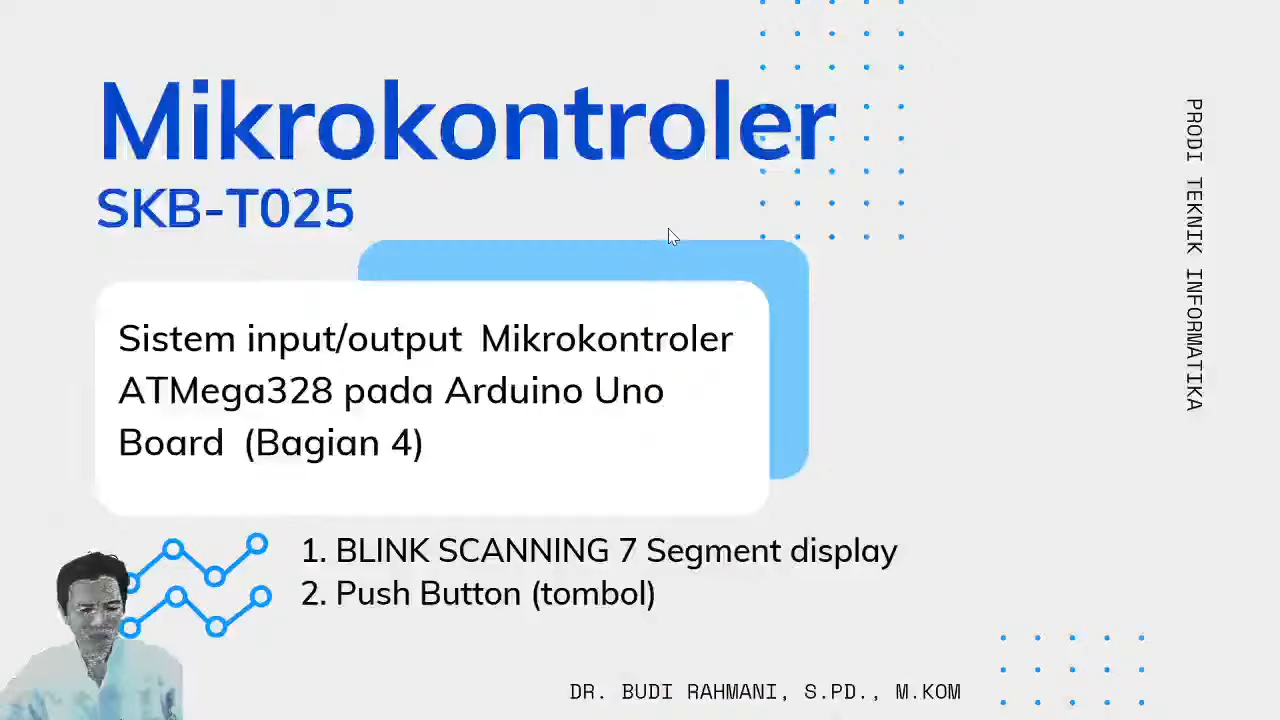 Mikrokontroler
SKB-T025
Sistem input/output Mikrokontroler
ATMega328 pada Arduino Uno
Board (Bagian 4)
1. BLINK SCANNING 7 Segment display
2. Push Button (tombol)
DR. BUDI RAHMANI, S.PD., M.KOM
PRODI TEKNIK INFORMATIKA